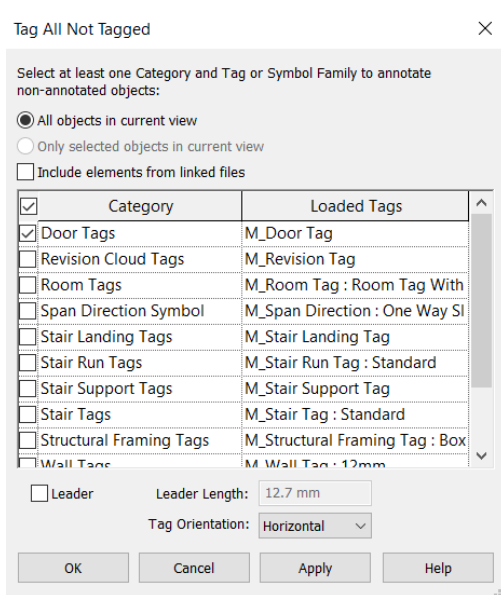 Tag All Not Tagged
Select at least one Category and Tag or Symbol Family to annotate
non-annotated objects:
All objects in current view
Only selected objects in current view
Include elements from linked files
Category Loaded Tags
Door Tags M_Door Tag
Revision Cloud Tags M_Revision Tag
Room Tags M_Room Tag : Room Tag With
Span Direction Symbol M_Span Direction : One Way Sl
Stair Landing Tags M_Stair Landing Tag
Stair Run Tags M_Stair Run Tag : Standard
Stair Support Tags M_Stair Support Tag
Stair Tags M_Stair Tag : Standard
Structural Framing Tags M_Structural Framing Tag : Box
Wall Tags M_Wall Tag : 12mm
Leader Leader Length: 12.7 mm
Tag Orientation: Horizontal
OK Cancel Apply Help